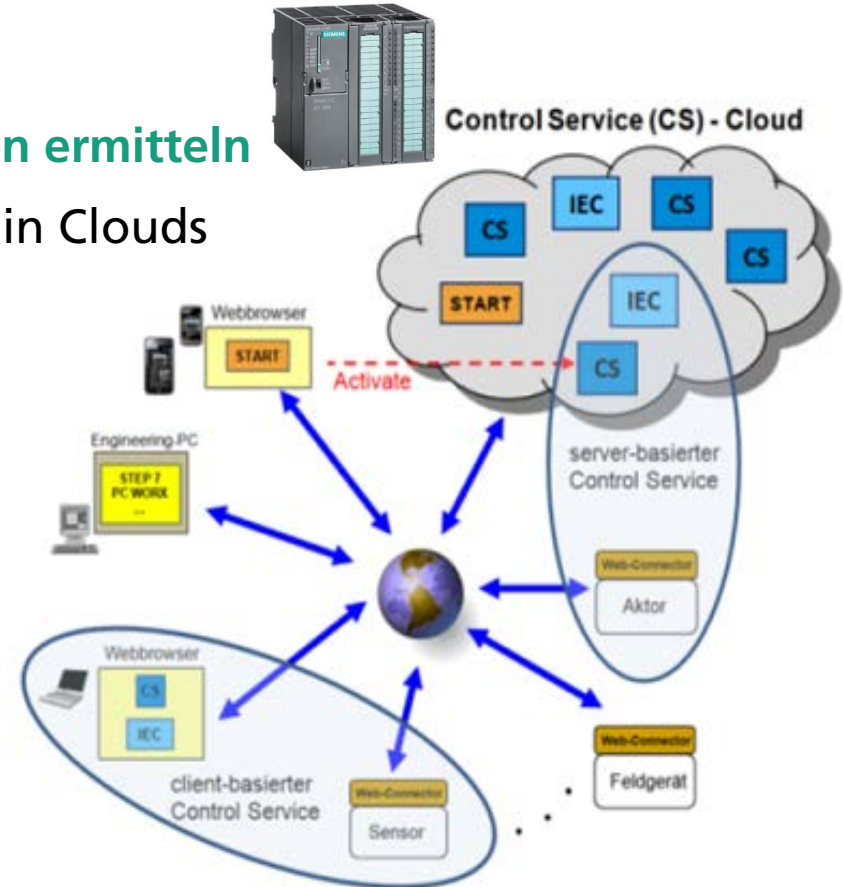 SIEMENS
n ermitteln
in Clouds
Control Service (CS) - Cloud
CS
IEC
CS
CS
START
IEC
CS
Webbrowser
START
Activate
Engineering-PC
STEP 7
PC WORX
...
server-basierter
Control Service
Web-Connector
Aktor
Webbrowser
CS
IEC
client-basierter
Control Service
Web-Connector
Sensor
Web-Connector
Feldgerät